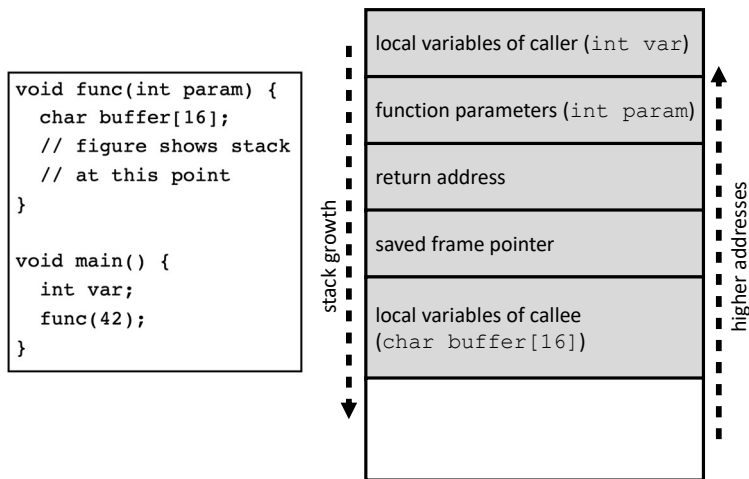 void func(int param) {
char buffer[16];
// figure shows stack
// at this point
}
void main() {
int var;
func(42);
}
stack growth
local variables of caller (int var)
function parameters (int param)
return address
saved frame pointer
local variables of callee
(char buffer[16])
higher addresses